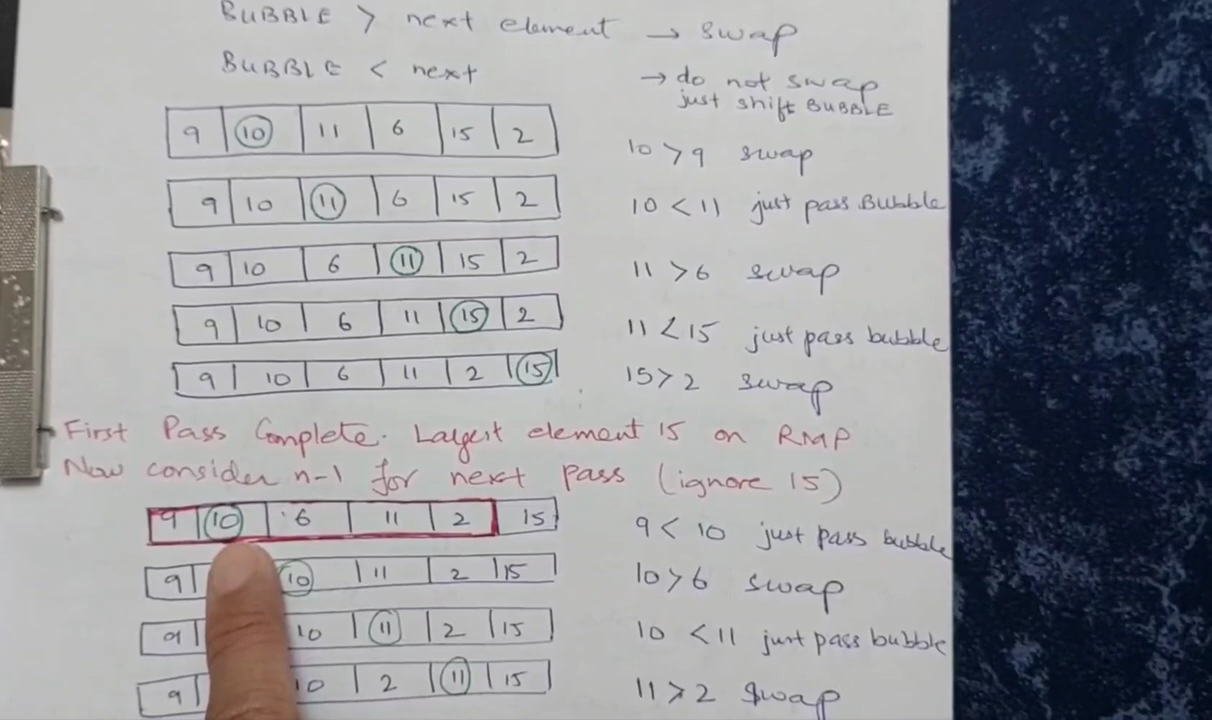 BUBBLE > next element → swap
BUBBLE < next → do not swap
just shift BUBBLE
9 10 11 6 15 2 10 > 9 swap
9 10 11 6 15 2 10 < 11 just pass Bubble
9 10 6 11 15 2 11 > 6 swap
9 10 6 11 15 2 11 < 15 just pass bubble
9 10 6 11 2 15 15 > 2 swap
First Pass Complete. Largest element 15 on RMP
Now consider n-1 for next pass (ignore 15)
9 10 6 11 2 15 9 < 10 just pass bubble
9 10 11 2 15 10 > 6 swap
9 10 11 2 15 10 < 11 just pass bubble
9 10 2 11 15 11 > 2 swap